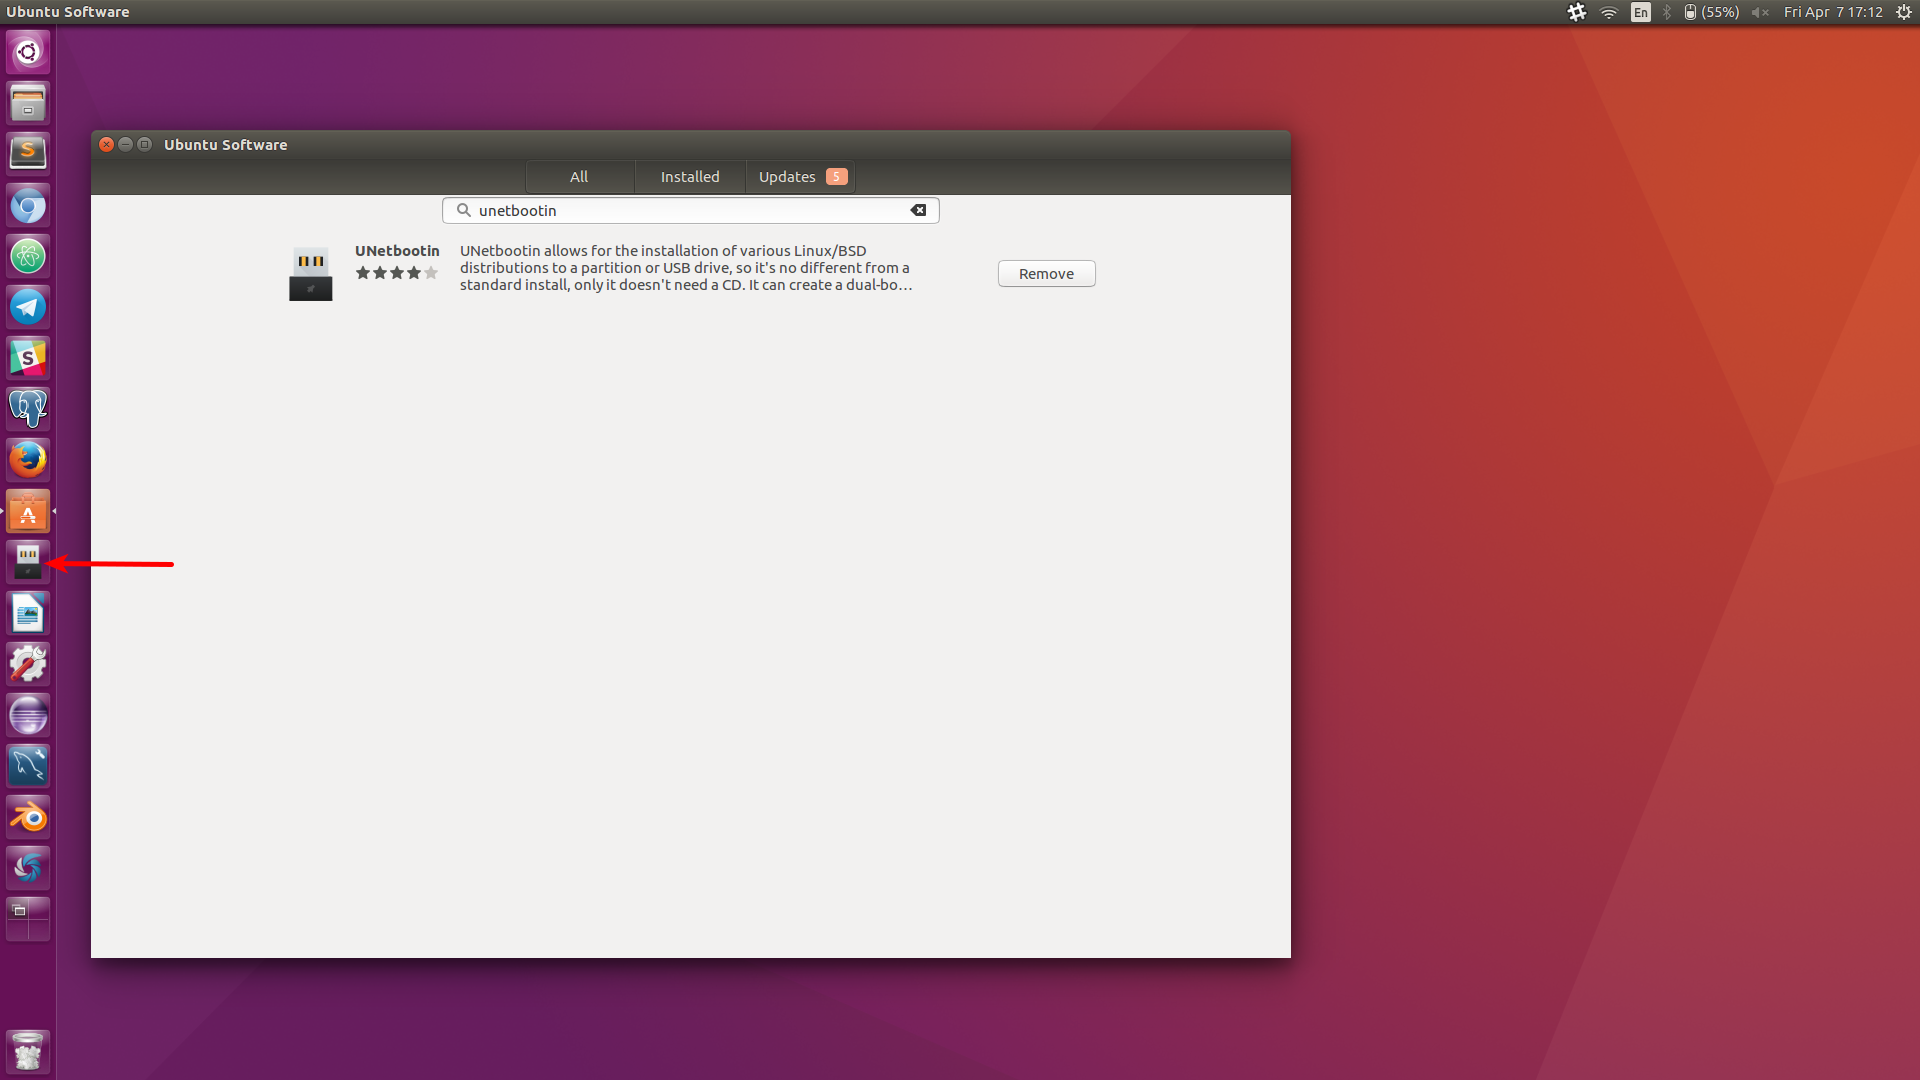 Ubuntu Software
En
(55%)
Fri Apr 7 17:12
Ubuntu Software
All
Installed
Updates 5
unetbootin
UNetbootin
UNetbootin allows for the installation of various Linux/BSD
distributions to a partition or USB drive, so it's no different from a
standard install, only it doesn't need a CD. It can create a dual-bo...
Remove
S
S
A